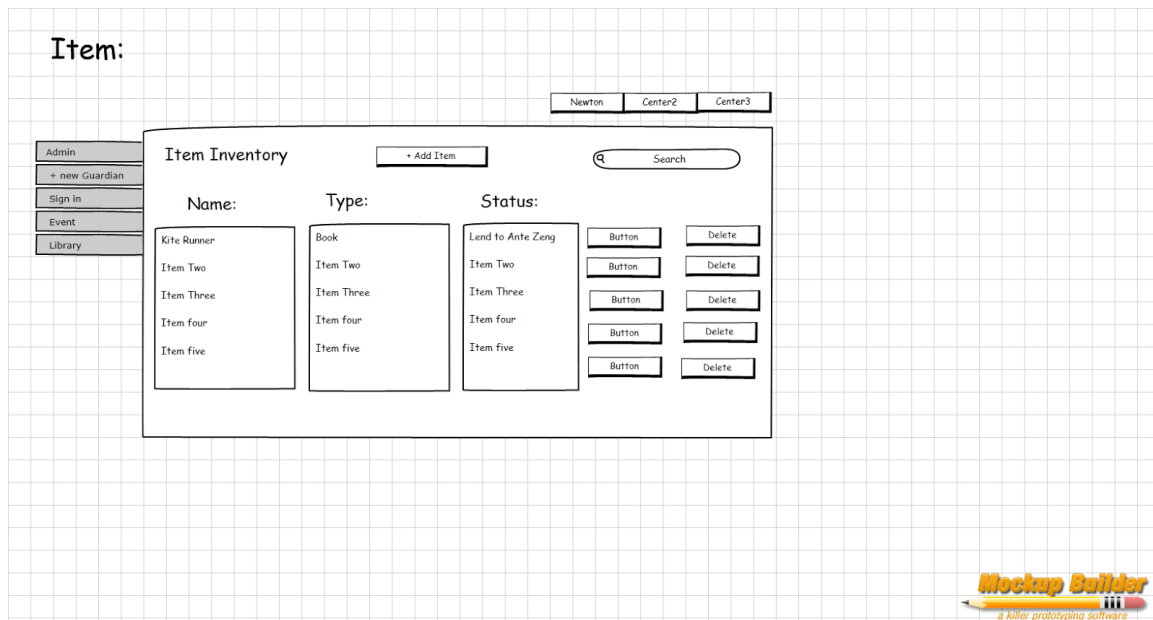 Item:
Newton Center2 Center3
Admin
+ new Guardian
Sign in
Event
Library
Item Inventory + Add Item Search
Name: Type: Status:
Kite Runner Book Lend to Ante Zeng Button Delete
Item Two Item Two Item Two Button Delete
Item Three Item Three Item Three Button Delete
Item four Item four Item four Button Delete
Item five Item five Item five Button Delete
Mockup Builder
a killer prototyping software